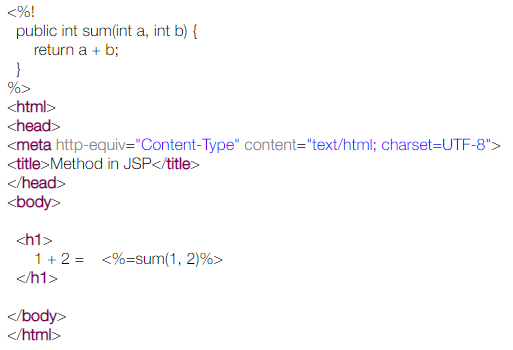 <%!
public int sum(int a, int b) {
return a + b;
}
%>
<html>
<head>
<meta http-equiv="Content-Type" content="text/html; charset=UTF-8">
<title>Method in JSP</title>
</head>
<body>
<h1>
1 + 2 = <%=sum(1, 2)%>
</h1>
</body>
</html>